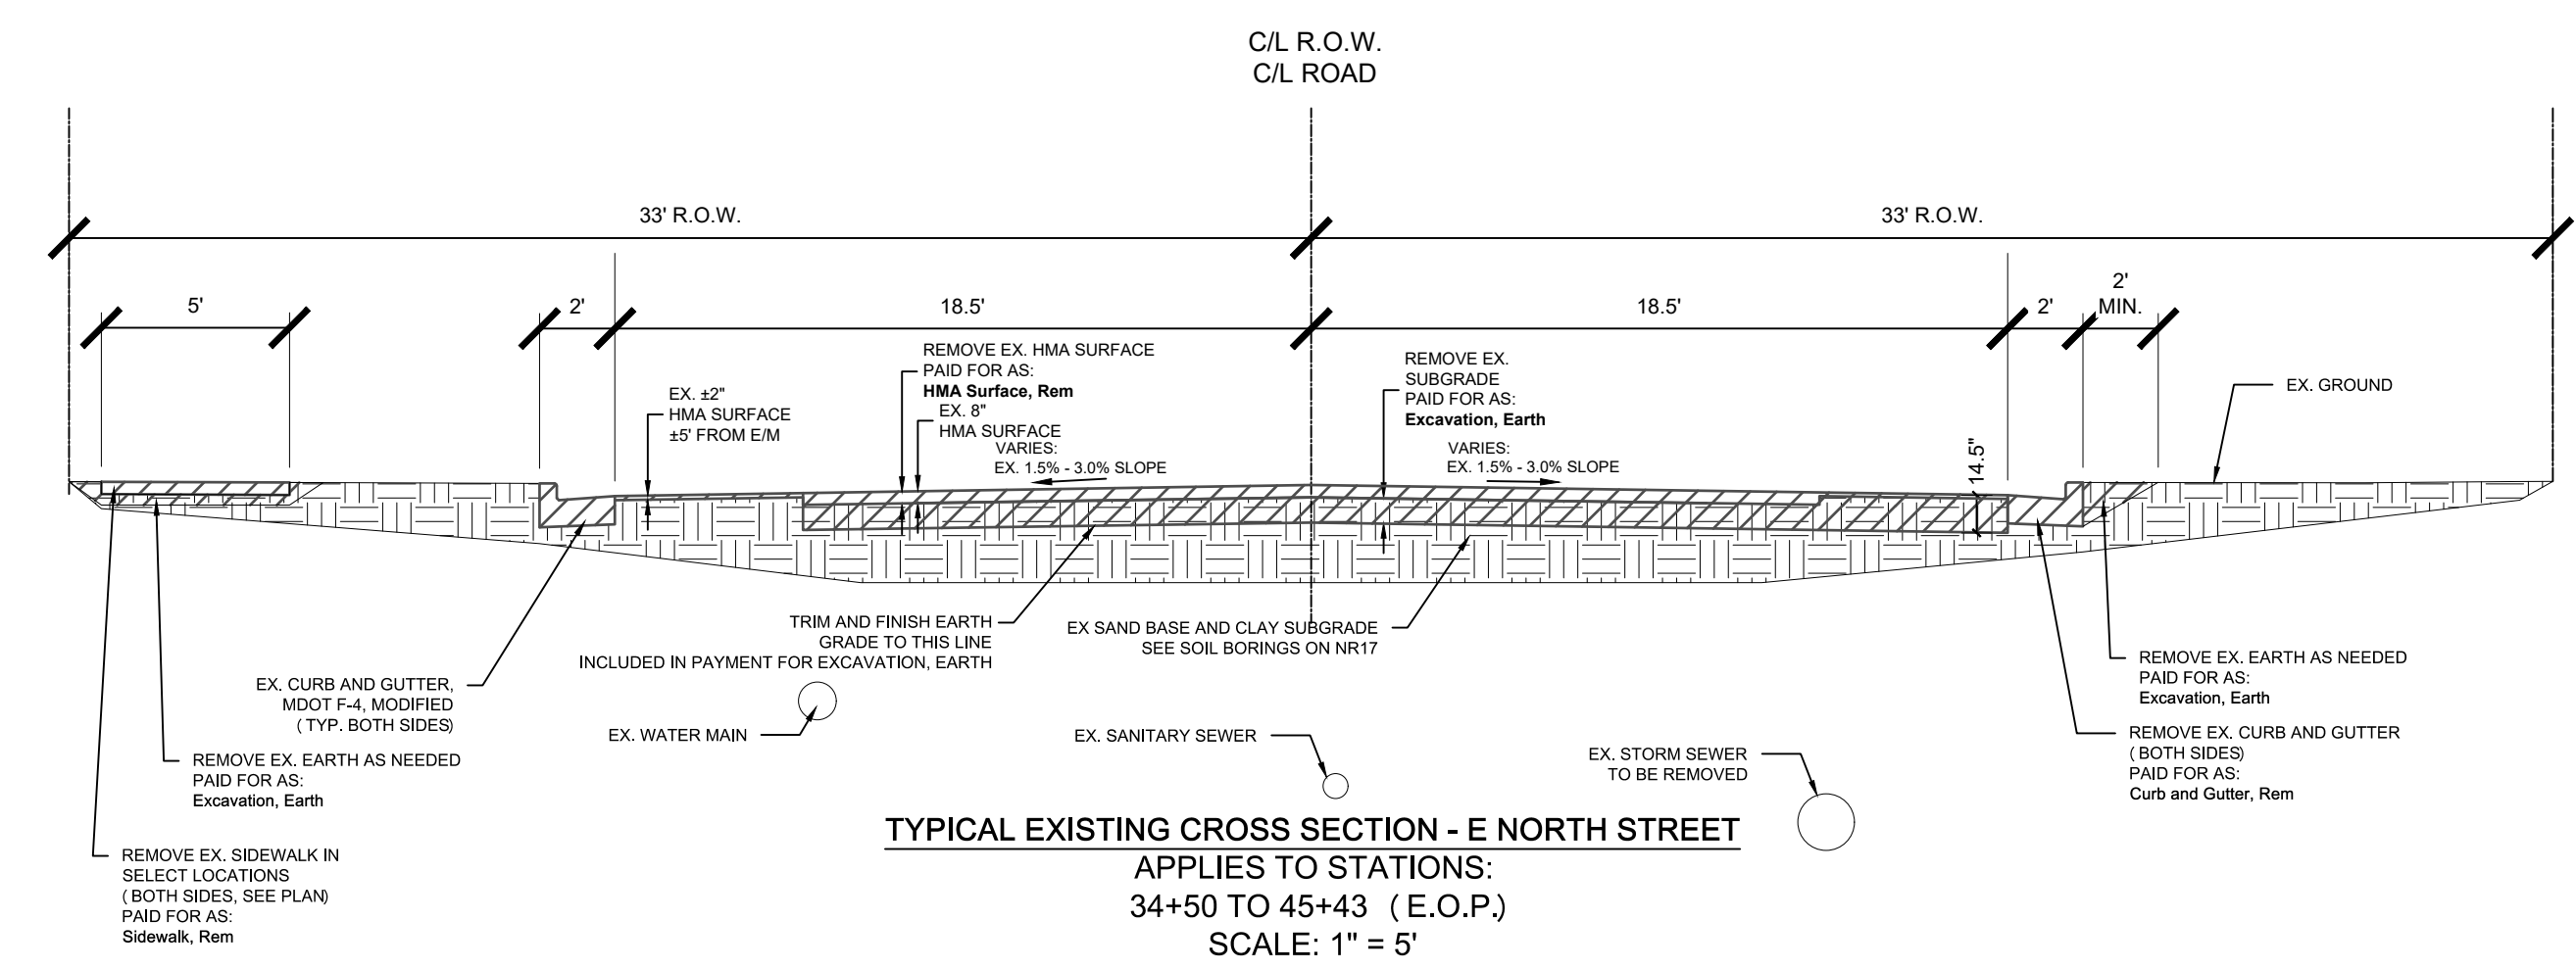 C/L R.O.W.
C/L ROAD
33' R.O.W.
33' R.O.W.
5'
2'
18.5'
18.5'
2'
2'
MIN.
EX. ±2"
HMA SURFACE
±5' FROM E/M
REMOVE EX. HMA SURFACE
PAID FOR AS:
HMA Surface, Rem
EX. 8"
HMA SURFACE
VARIES:
EX. 1.5% - 3.0% SLOPE
REMOVE EX.
SUBGRADE
PAID FOR AS:
Excavation, Earth
VARIES:
EX. 1.5% - 3.0% SLOPE
14.5"
EX. GROUND
TRIM AND FINISH EARTH
GRADE TO THIS LINE
INCLUDED IN PAYMENT FOR EXCAVATION, EARTH
EX SAND BASE AND CLAY SUBGRADE
SEE SOIL BORINGS ON NR17
EX. CURB AND GUTTER,
MDOT F-4, MODIFIED
( TYP. BOTH SIDES)
EX. WATER MAIN
EX. SANITARY SEWER
EX. STORM SEWER
TO BE REMOVED
REMOVE EX. EARTH AS NEEDED
PAID FOR AS:
Excavation, Earth
REMOVE EX. CURB AND GUTTER
( BOTH SIDES)
PAID FOR AS:
Curb and Gutter, Rem
REMOVE EX. EARTH AS NEEDED
PAID FOR AS:
Excavation, Earth
REMOVE EX. SIDEWALK IN
SELECT LOCATIONS
( BOTH SIDES, SEE PLAN)
PAID FOR AS:
Sidewalk, Rem
TYPICAL EXISTING CROSS SECTION - E NORTH STREET
APPLIES TO STATIONS:
34+50 TO 45+43 ( E.O.P.)
SCALE: 1" = 5'